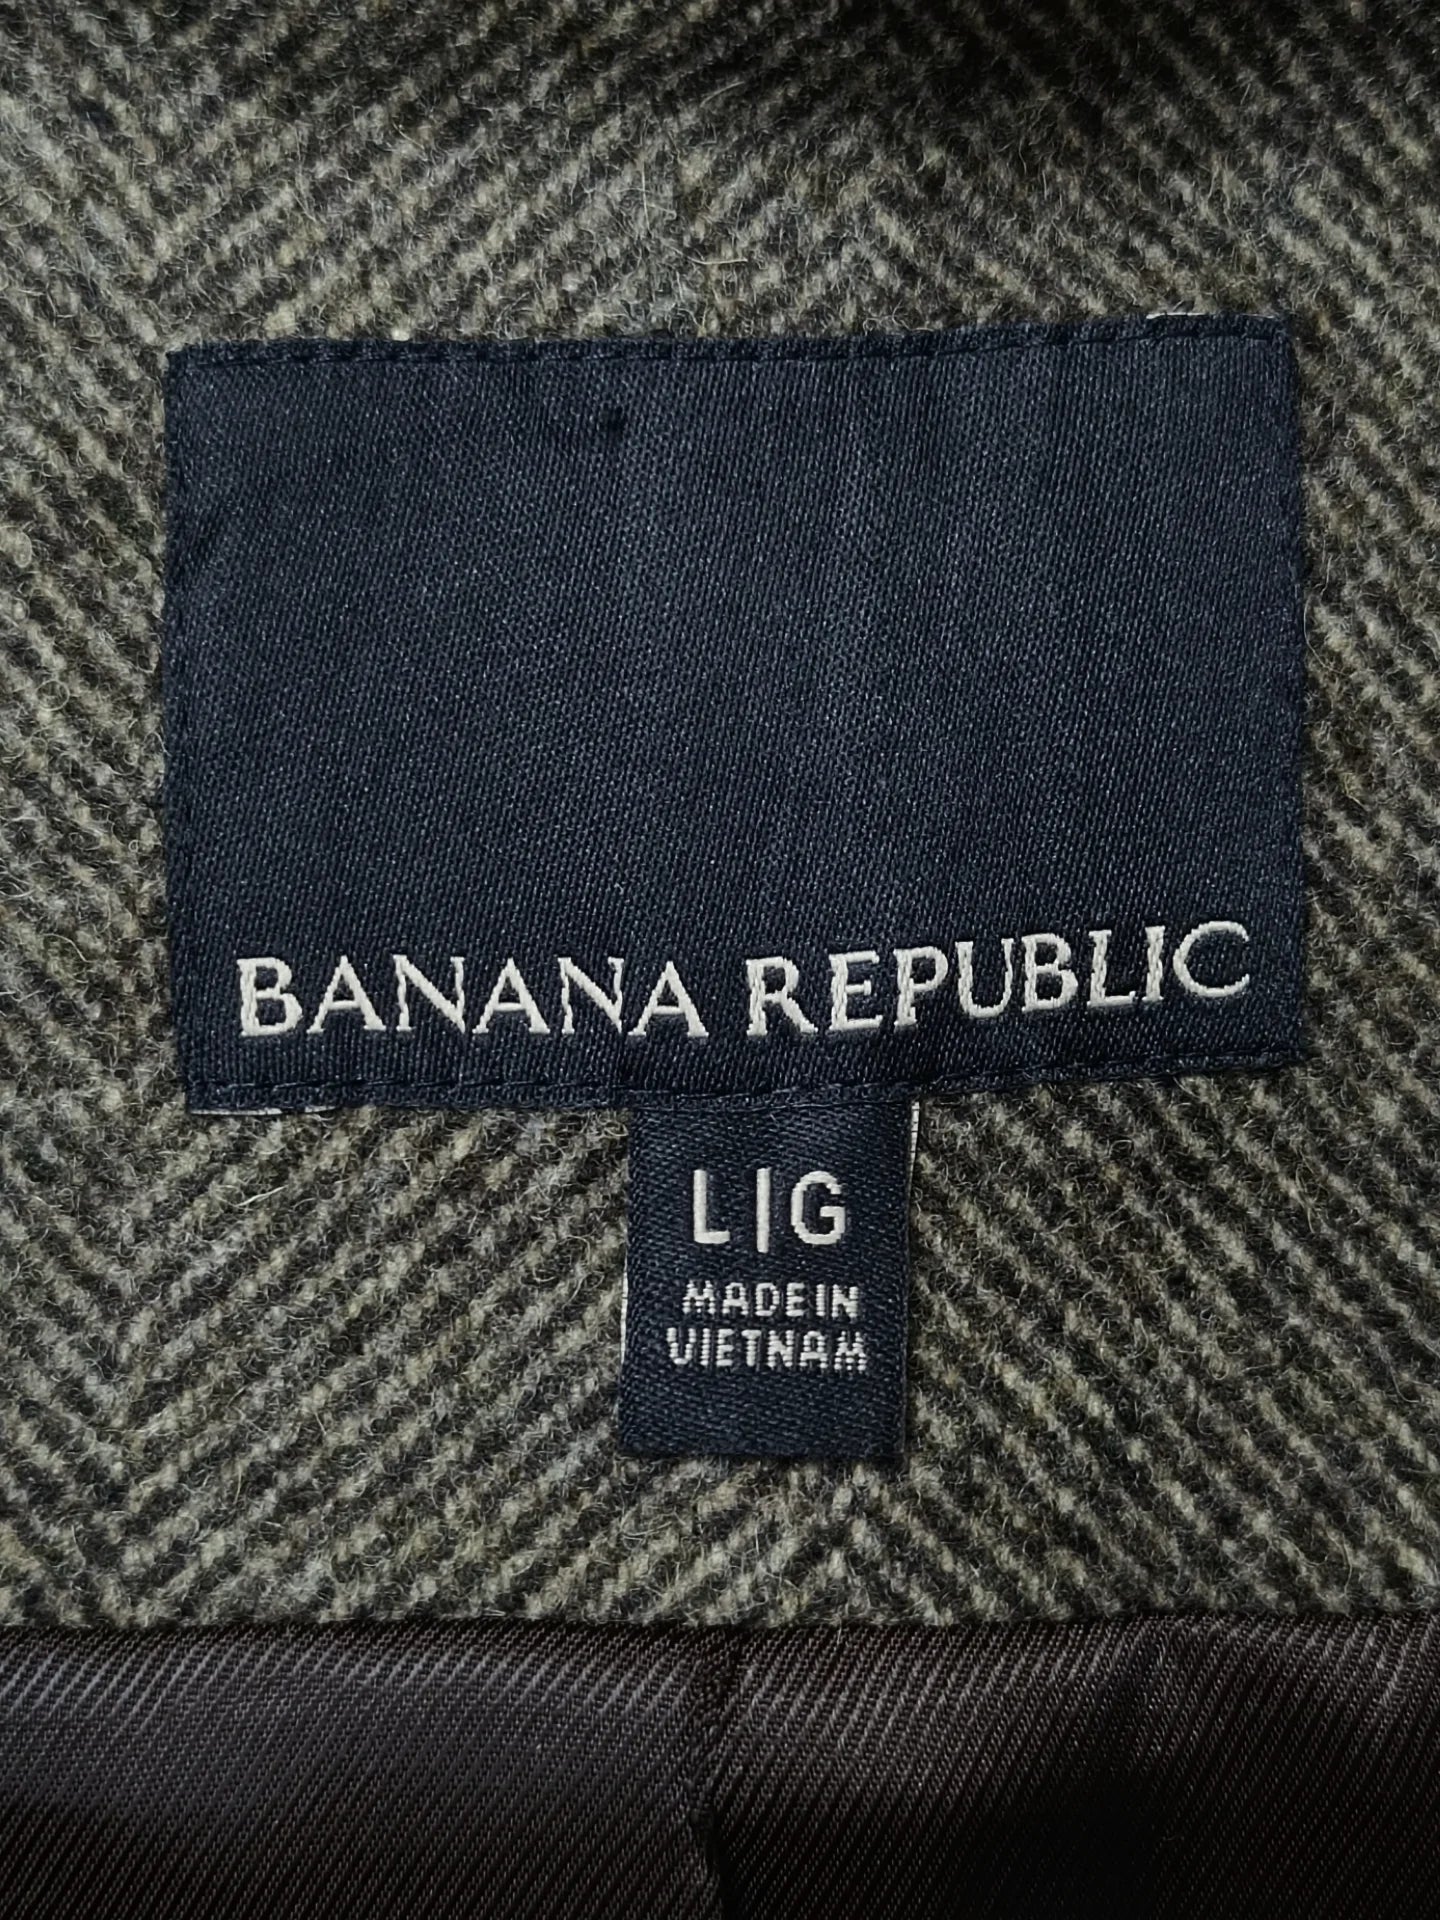 BANANA REPUBLIC
L|G
MADE IN
VIETNAM